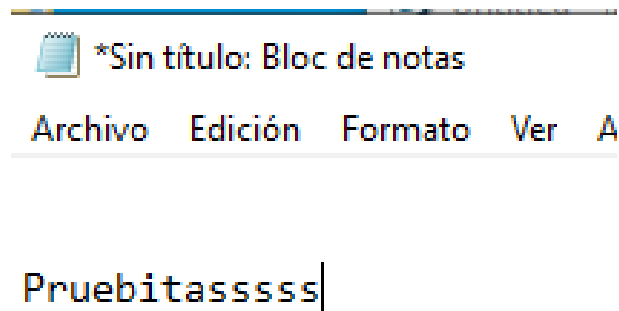 *Sin título: Bloc de notas
Archivo Edición Formato Ver A
Pruebitasssss